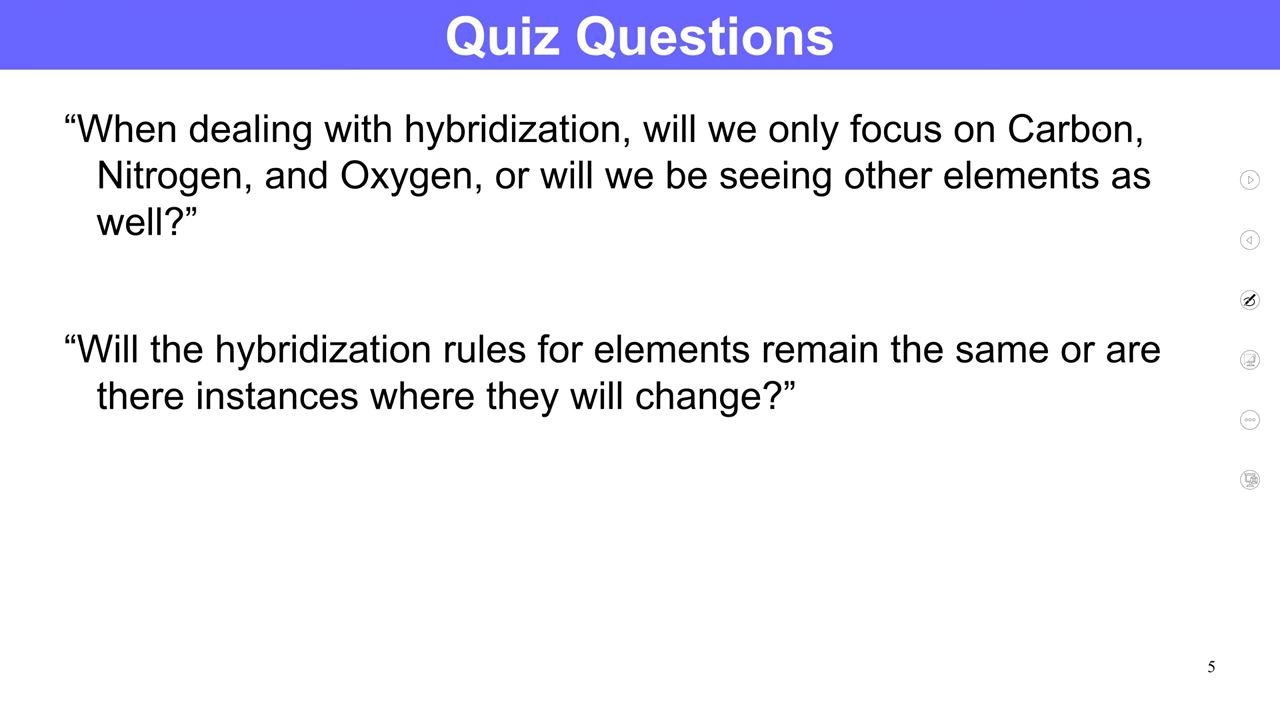 Quiz Questions
“When dealing with hybridization, will we only focus on Carbon,
Nitrogen, and Oxygen, or will we be seeing other elements as
well?”
“Will the hybridization rules for elements remain the same or are
there instances where they will change?”
5